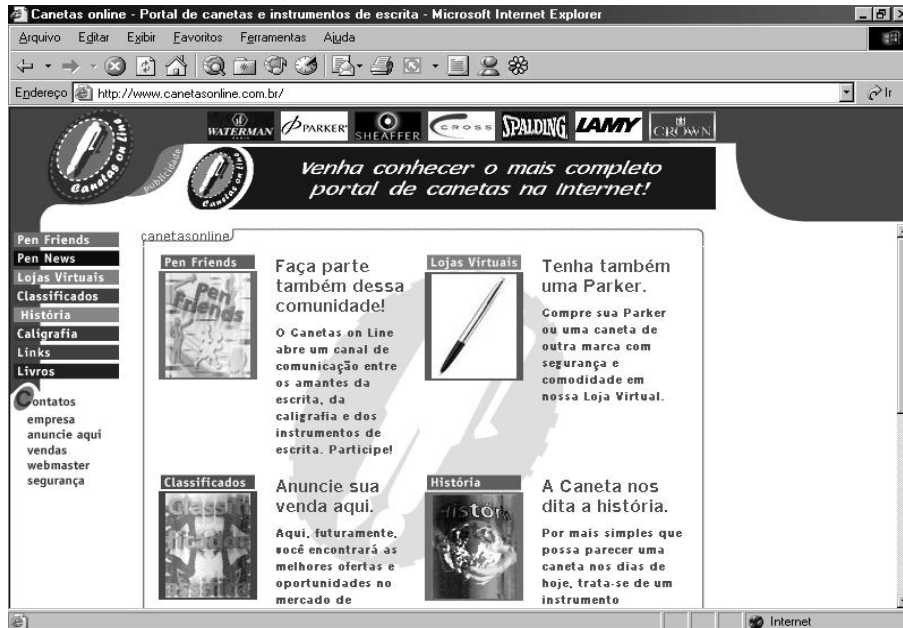 Canetas online - Portal de canetas e instrumentos de escrita - Microsoft Internet Explorer
Arquivo Editar Exibir Favoritos Ferramentas Ajuda
Endereço http://www.canetasonline.com.br/ Ir
WATERMAN PARIS PARKER SHEAFFER CROSS SPALDING LAMY CROWN
Canetas on line
Publicidade
Canetas on line
Venha conhecer o mais completo
portal de canetas na Internet!
Pen Friends
Pen News
Lojas Virtuais
Classificados
História
Caligrafia
Links
Livros
Contatos
empresa
anuncie aqui
vendas
webmaster
segurança
canetasonline
Pen Friends
Pen
Friends
Faça parte
também dessa
comunidade!
O Canetas on Line
abre um canal de
comunicação entre
os amantes da
escrita, da
caligrafia e dos
instrumentos de
escrita. Participe!
Lojas Virtuais
Tenha também
uma Parker.
Compre sua Parker
ou uma caneta de
outra marca com
segurança e
comodidade em
nossa Loja Virtual.
Classificados
Anuncie sua
venda aqui.
Aqui, futuramente,
você encontrará as
melhores ofertas e
oportunidades no
mercado de
História
A Caneta nos
dita a história.
Por mais simples que
possa parecer uma
caneta nos dias de
hoje, trata-se de um
instrumento
Internet